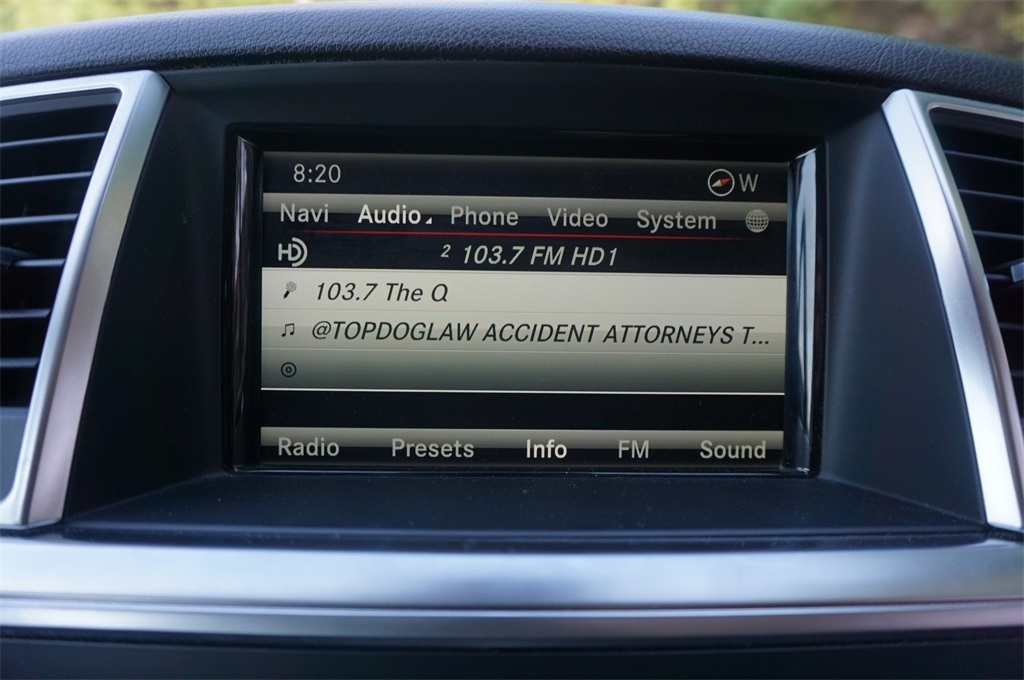 8:20 W
Navi Audio Phone Video System
HD 2 103.7 FM HD1
103.7 The Q
@TOPDOGLAW ACCIDENT ATTORNEYS T...
Radio Presets Info FM Sound